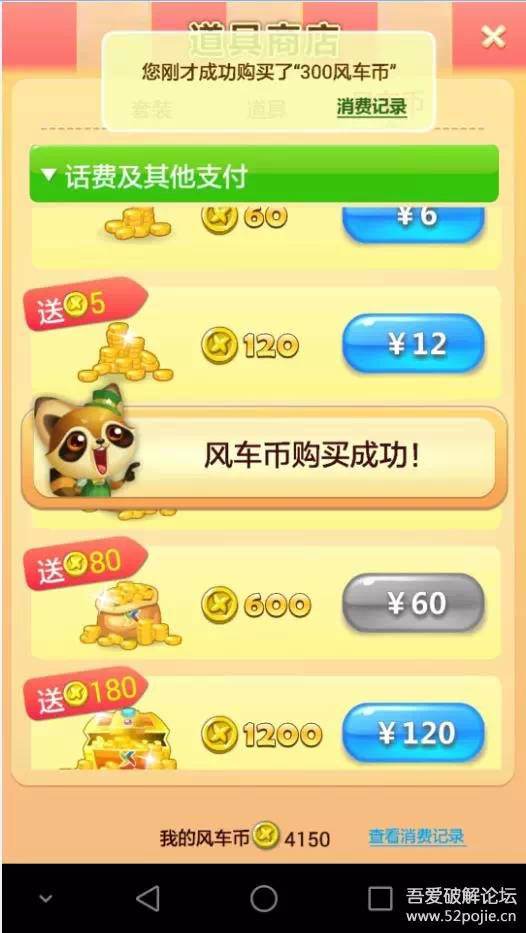 道具商店
您刚才成功购买了“300风车币”
套装
道具
消费记录
▼ 话费及其他支付
60
¥6
送5
120
¥12
风车币购买成功！
送80
600
¥60
送180
1200
¥120
我的风车币 4150
查看消费记录
吾爱破解论坛
www.52pojie.cn